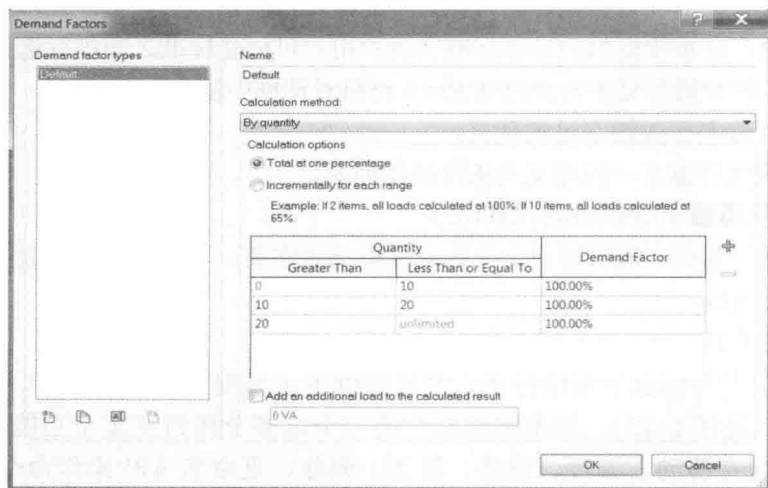 Demand Factors
Demand factor types
Default
Name:
Default
Calculation method:
By quantity
Calculation options
Total at one percentage
Incrementally for each range
Example: If 2 items, all loads calculated at 100%. If 10 items, all loads calculated at
65%.
Quantity
Demand Factor
Greater Than
Less Than or Equal To
0
10
100.00%
10
20
100.00%
20
unlimited
100.00%
Add an additional load to the calculated result
0 VA
OK
Cancel